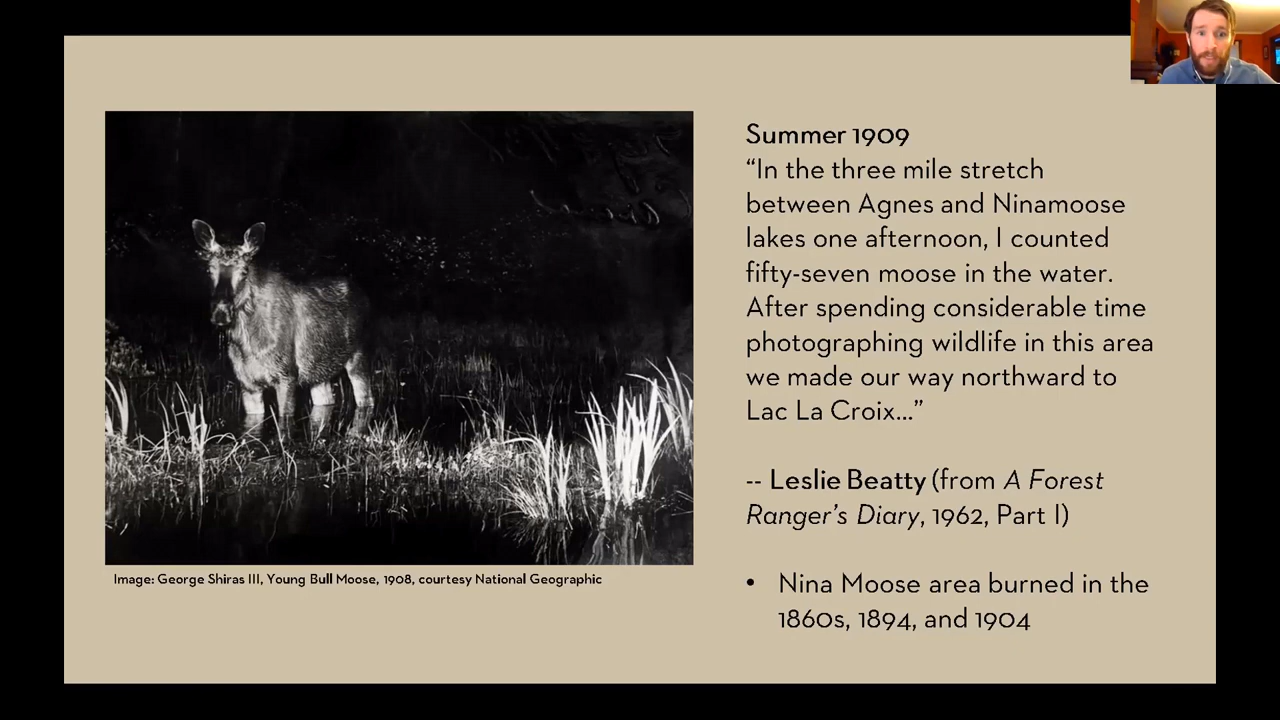 Summer 1909
“In the three mile stretch
between Agnes and Ninamoose
lakes one afternoon, I counted
fifty-seven moose in the water.
After spending considerable time
photographing wildlife in this area
we made our way northward to
Lac La Croix...”
-- Leslie Beatty (from A Forest
Ranger’s Diary, 1962, Part I)
• Nina Moose area burned in the
1860s, 1894, and 1904
Image: George Shiras III, Young Bull Moose, 1908, courtesy National Geographic